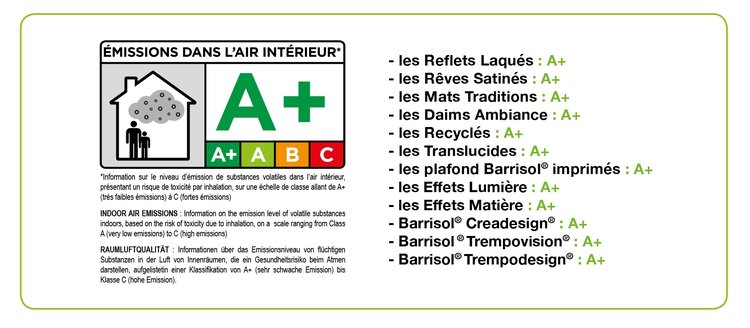 ÉMISSIONS DANS L'AIR INTÉRIEUR*
A+
A+ A B C
*Information sur le niveau d'émission de substances volatiles dans l'air intérieur,
présentant un risque de toxicité par inhalation, sur une échelle de classe allant de A+
(très faibles émissions) à C (fortes émissions)
INDOOR AIR EMISSIONS : Information on the emission level of volatile substances
indoors, based on the risk of toxicity due to inhalation, on a scale ranging from Class
A (very low emissions) to C (high emissions)
RAUMLUFTQUALITÄT : Informationen über das Emissionsniveau von flüchtigen
Substanzen in der Luft von Innenräumen, die ein Gesundheitsrisiko beim Atmen
darstellen, aufgelistetin einer Klassifikation von A+ (sehr schwache Emission) bis
Klasse C (hohe Emission).
- les Reflets Laqués : A+
- les Rêves Satinés : A+
- les Mats Traditions : A+
- les Daims Ambiance : A+
- les Recyclés : A+
- les Translucides : A+
- les plafond Barrisol® imprimés : A+
- les Effets Lumière : A+
- les Effets Matière : A+
- Barrisol® Creadesign® : A+
- Barrisol ® Trempovision® : A+
- Barrisol® Trempodesign® : A+